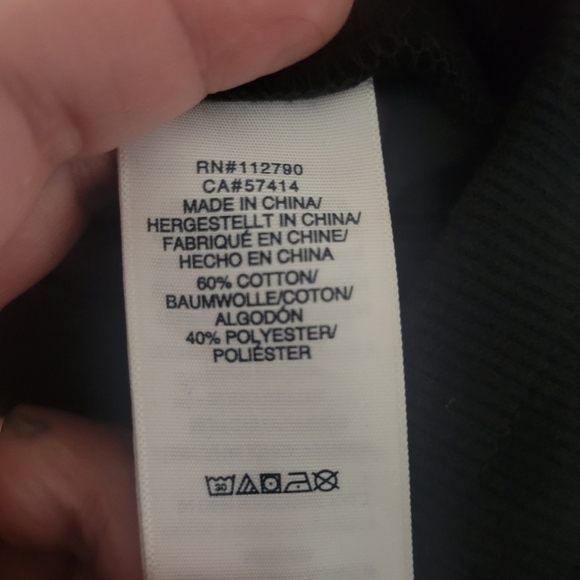 RN#112790
CA#57414
MADE IN CHINA/
HERGESTELLT IN CHINA/
FABRIQUÉ EN CHINE/
HECHO EN CHINA
60% COTTON/
BAUMWOLLE/COTON/
ALGODÓN
40% POLYESTER/
POLIÉSTER
30